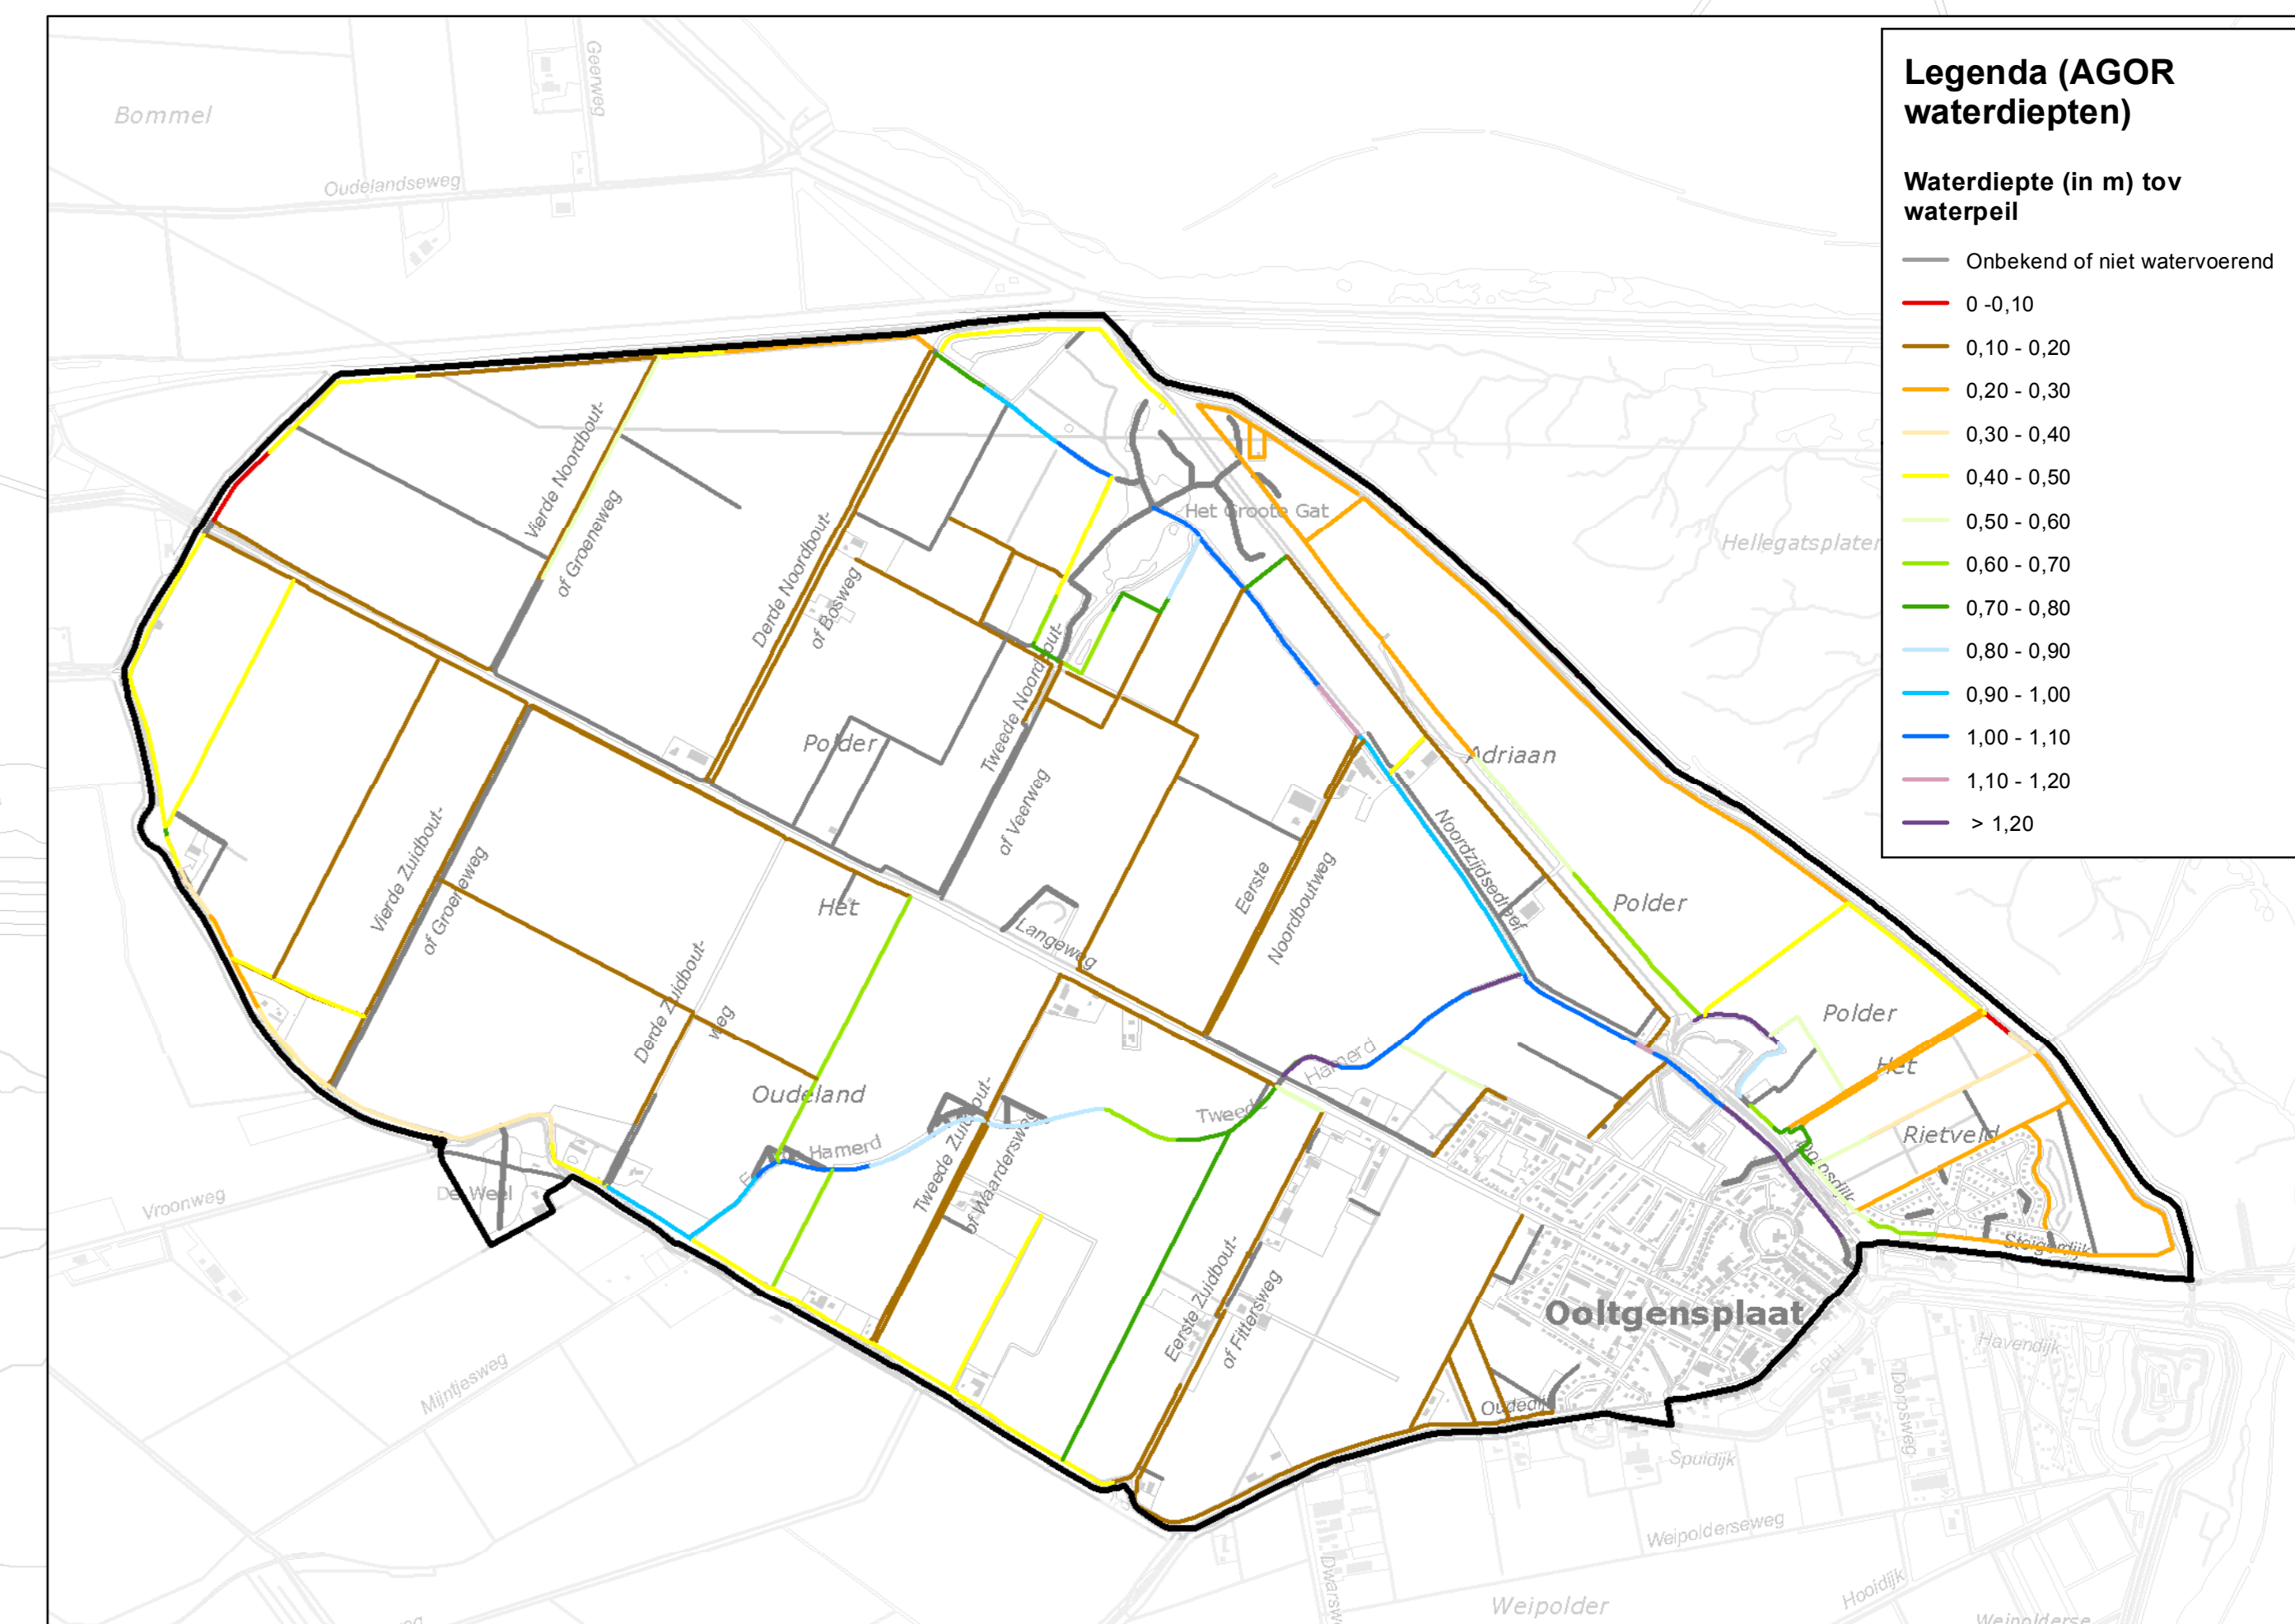 Legenda (AGOR
waterdiepten)
Waterdiepte (in m) tov
waterpeil
Onbekend of niet watervoerend
0 -0,10
0,10 - 0,20
0,20 - 0,30
0,30 - 0,40
0,40 - 0,50
0,50 - 0,60
0,60 - 0,70
0,70 - 0,80
0,80 - 0,90
0,90 - 1,00
1,00 - 1,10
1,10 - 1,20
> 1,20
Bommel
Geerweg
Oudelandseweg
Vierde Noordbout-
of Groeneweg
Derde Noordbout-
of Bosweg
Het Groote Gat
Hellegatsplaten
Tweede Noordbout-
of Veerweg
Polder
Adriaan
Noordzijdsedreef
Eerste
Noordboutweg
Polder
Vierde Zuidbout-
of Groeneweg
Het
Langeweg
Derde Zuidbout-
weg
Polder
Het
Oudeland
Hamerd
Tweede
Rietveld
Hamerd
Tweede Zuidbout-
of Waardersweg
Dorpsdijk
De Weel
Vroonweg
Steigerdijk
Eerste Zuidbout-
of Fittersweg
Ooltgensplaat
Havendijk
Spui
Mijntjesweg
Oudedijk
Dorpsweg
Spuidijk
Weipolderseweg
Dwarsw
Hooidijk
Weipolder
Weipolderse